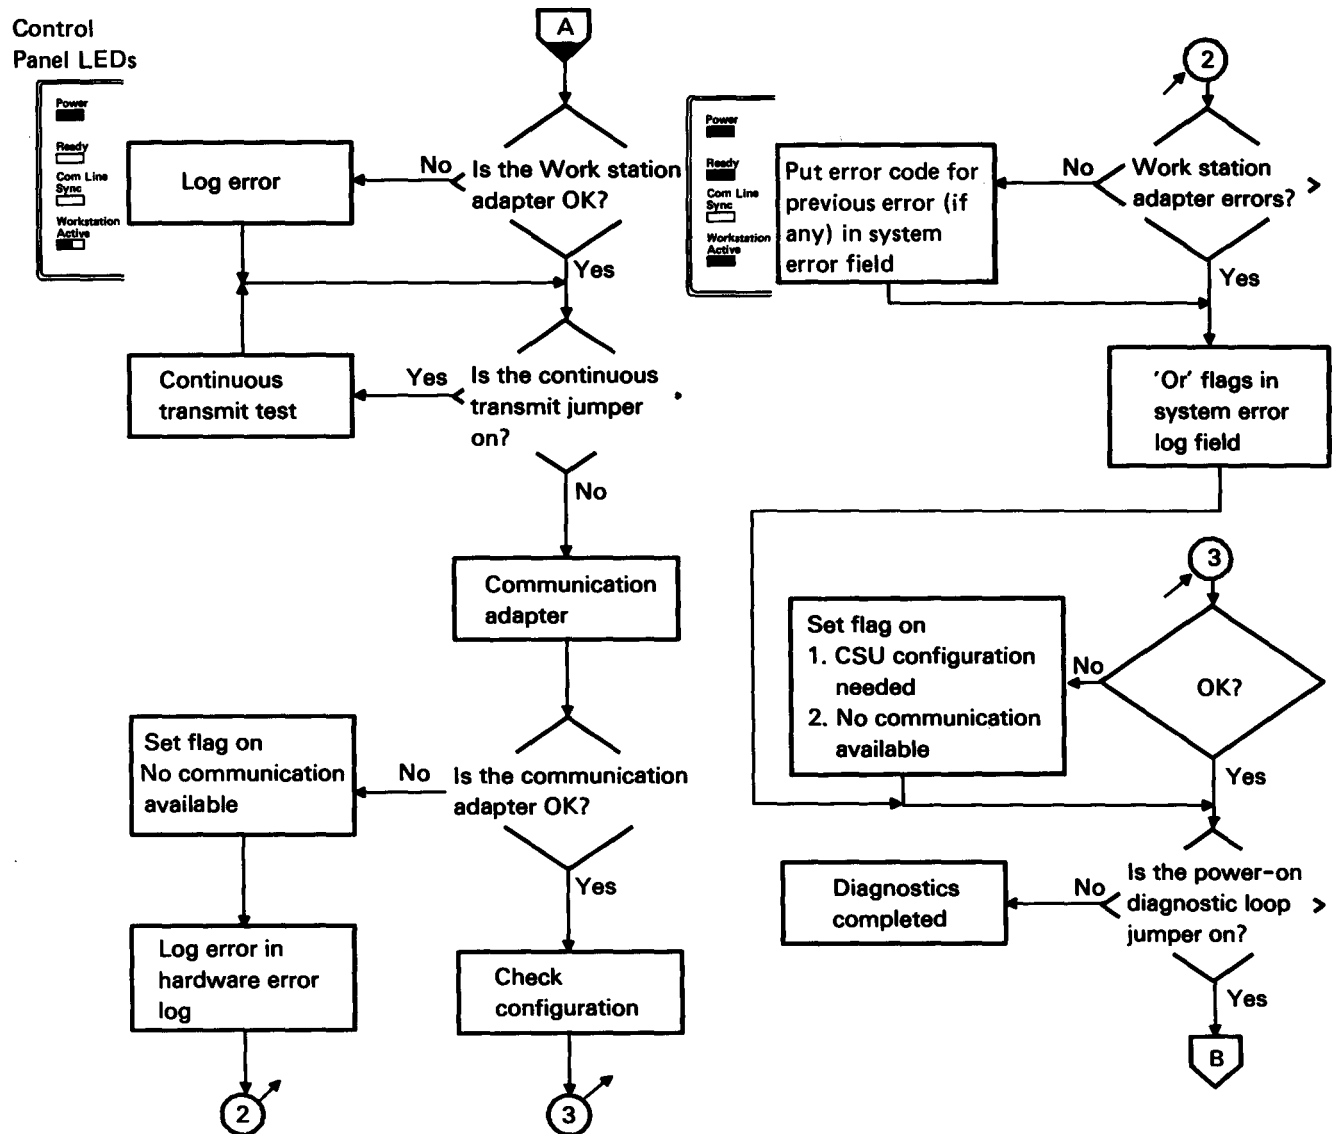 Control
Panel LEDs
Power
Ready
Com Line
Sync
Workstation
Active
A
Log error
No
Is the Work station
adapter OK?
Yes
Continuous
transmit test
Yes
Is the continuous
transmit jumper
on?
No
Communication
adapter
Set flag on
No communication
available
No
Is the communication
adapter OK?
Yes
Log error in
hardware error
log
Check
configuration
2
3
Power
Ready
Com Line
Sync
Workstation
Active
2
Put error code for
previous error (if
any) in system
error field
No
Work station
adapter errors?
Yes
'Or' flags in
system error
log field
3
Set flag on
1. CSU configuration
needed
2. No communication
available
No
OK?
Yes
Diagnostics
completed
No
Is the power-on
diagnostic loop
jumper on?
Yes
B